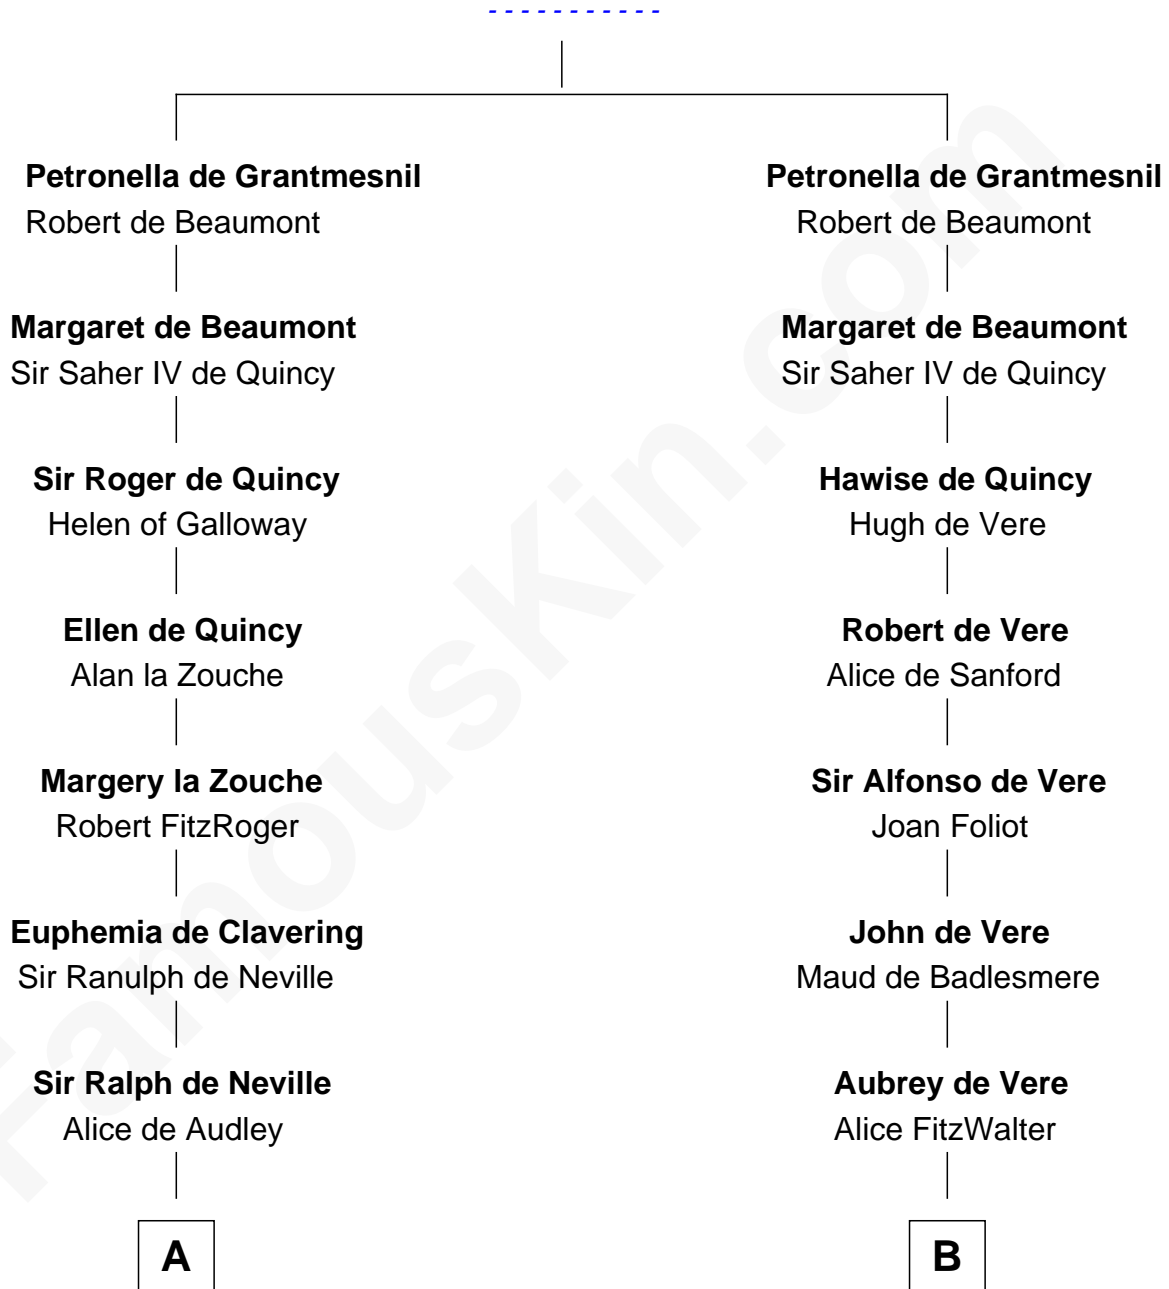 - - - - - - - - - - -
Petronella de Grantmesnil
Robert de Beaumont
Margaret de Beaumont
Sir Saher IV de Quincy
Sir Roger de Quincy
Helen of Galloway
Ellen de Quincy
Alan la Zouche
Margery la Zouche
Robert FitzRoger
Euphemia de Clavering
Sir Ranulph de Neville
Sir Ralph de Neville
Alice de Audley
A
Petronella de Grantmesnil
Robert de Beaumont
Margaret de Beaumont
Sir Saher IV de Quincy
Hawise de Quincy
Hugh de Vere
Robert de Vere
Alice de Sanford
Sir Alfonso de Vere
Joan Foliot
John de Vere
Maud de Badlesmere
Aubrey de Vere
Alice FitzWalter
B
FamousKin.com